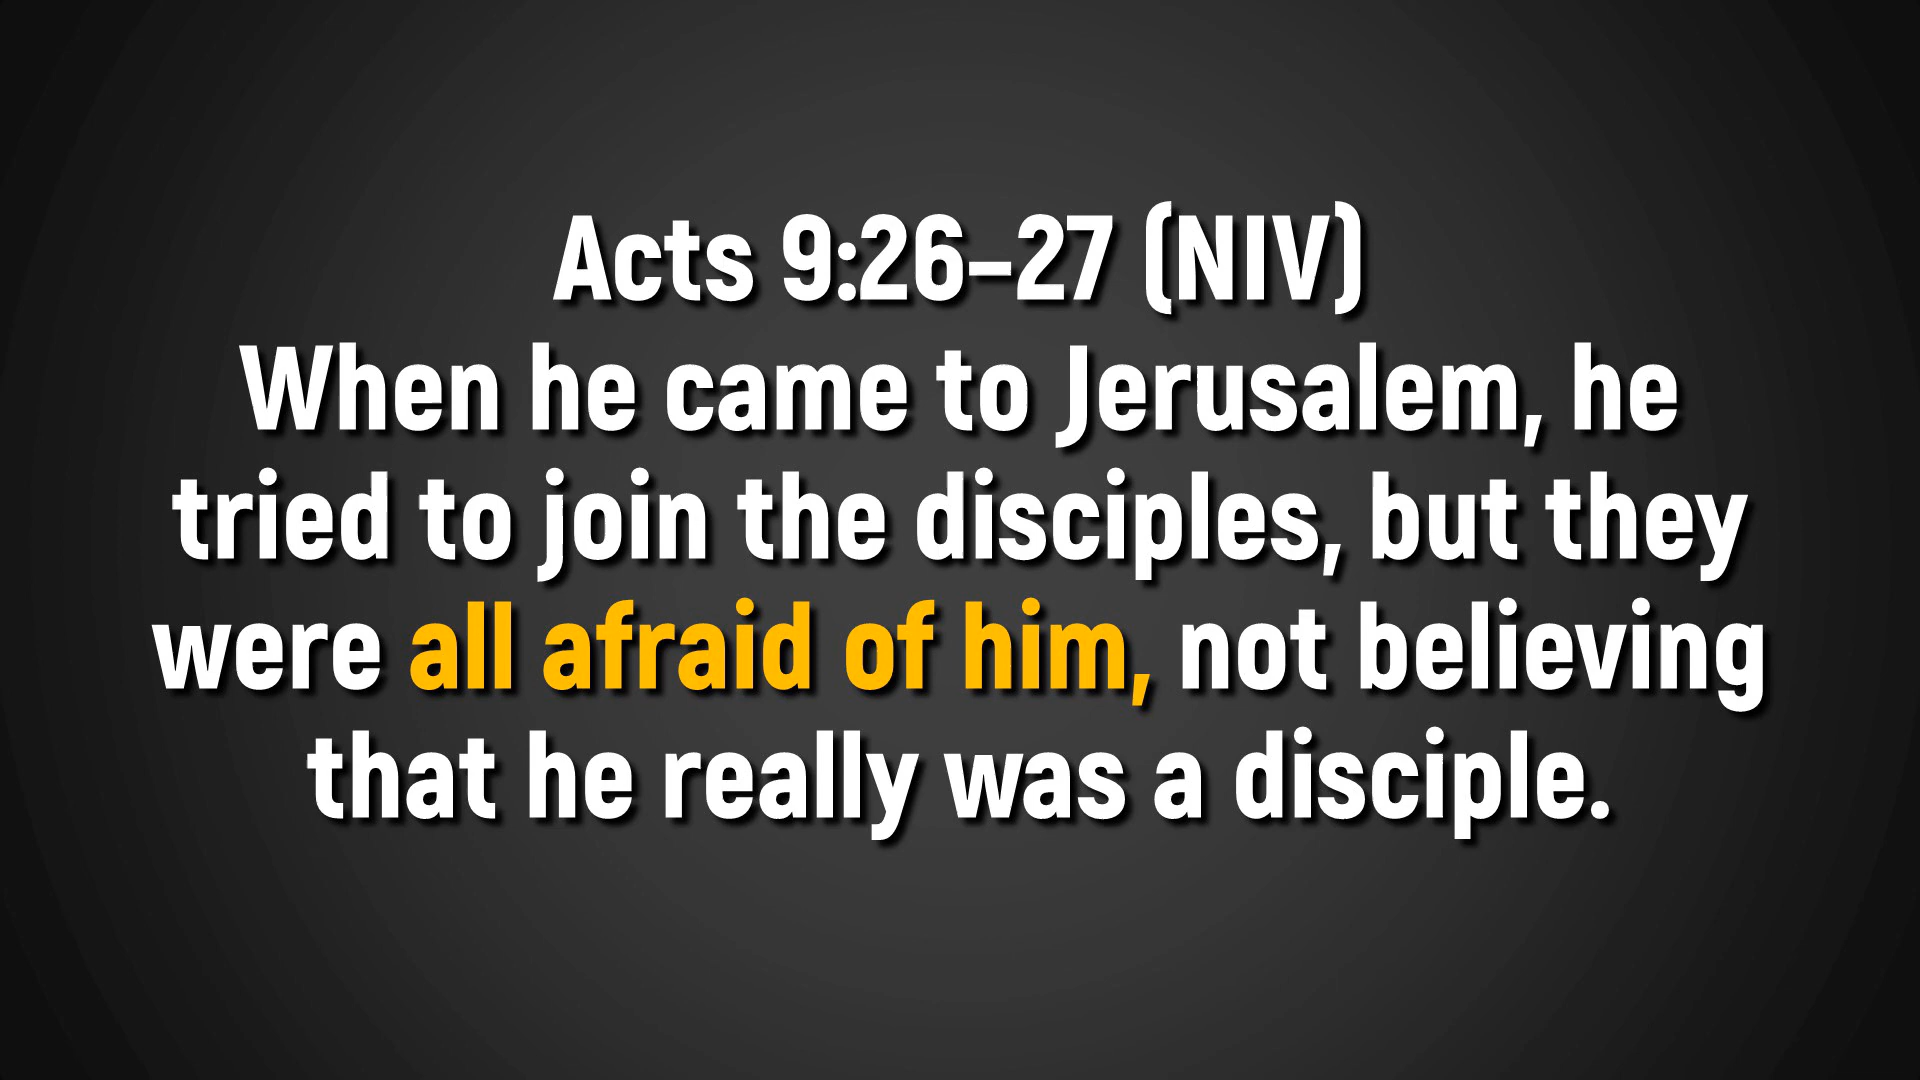 Acts 9:26–27 (NIV)
When he came to Jerusalem, he
tried to join the disciples, but they
were all afraid of him, not believing
that he really was a disciple.